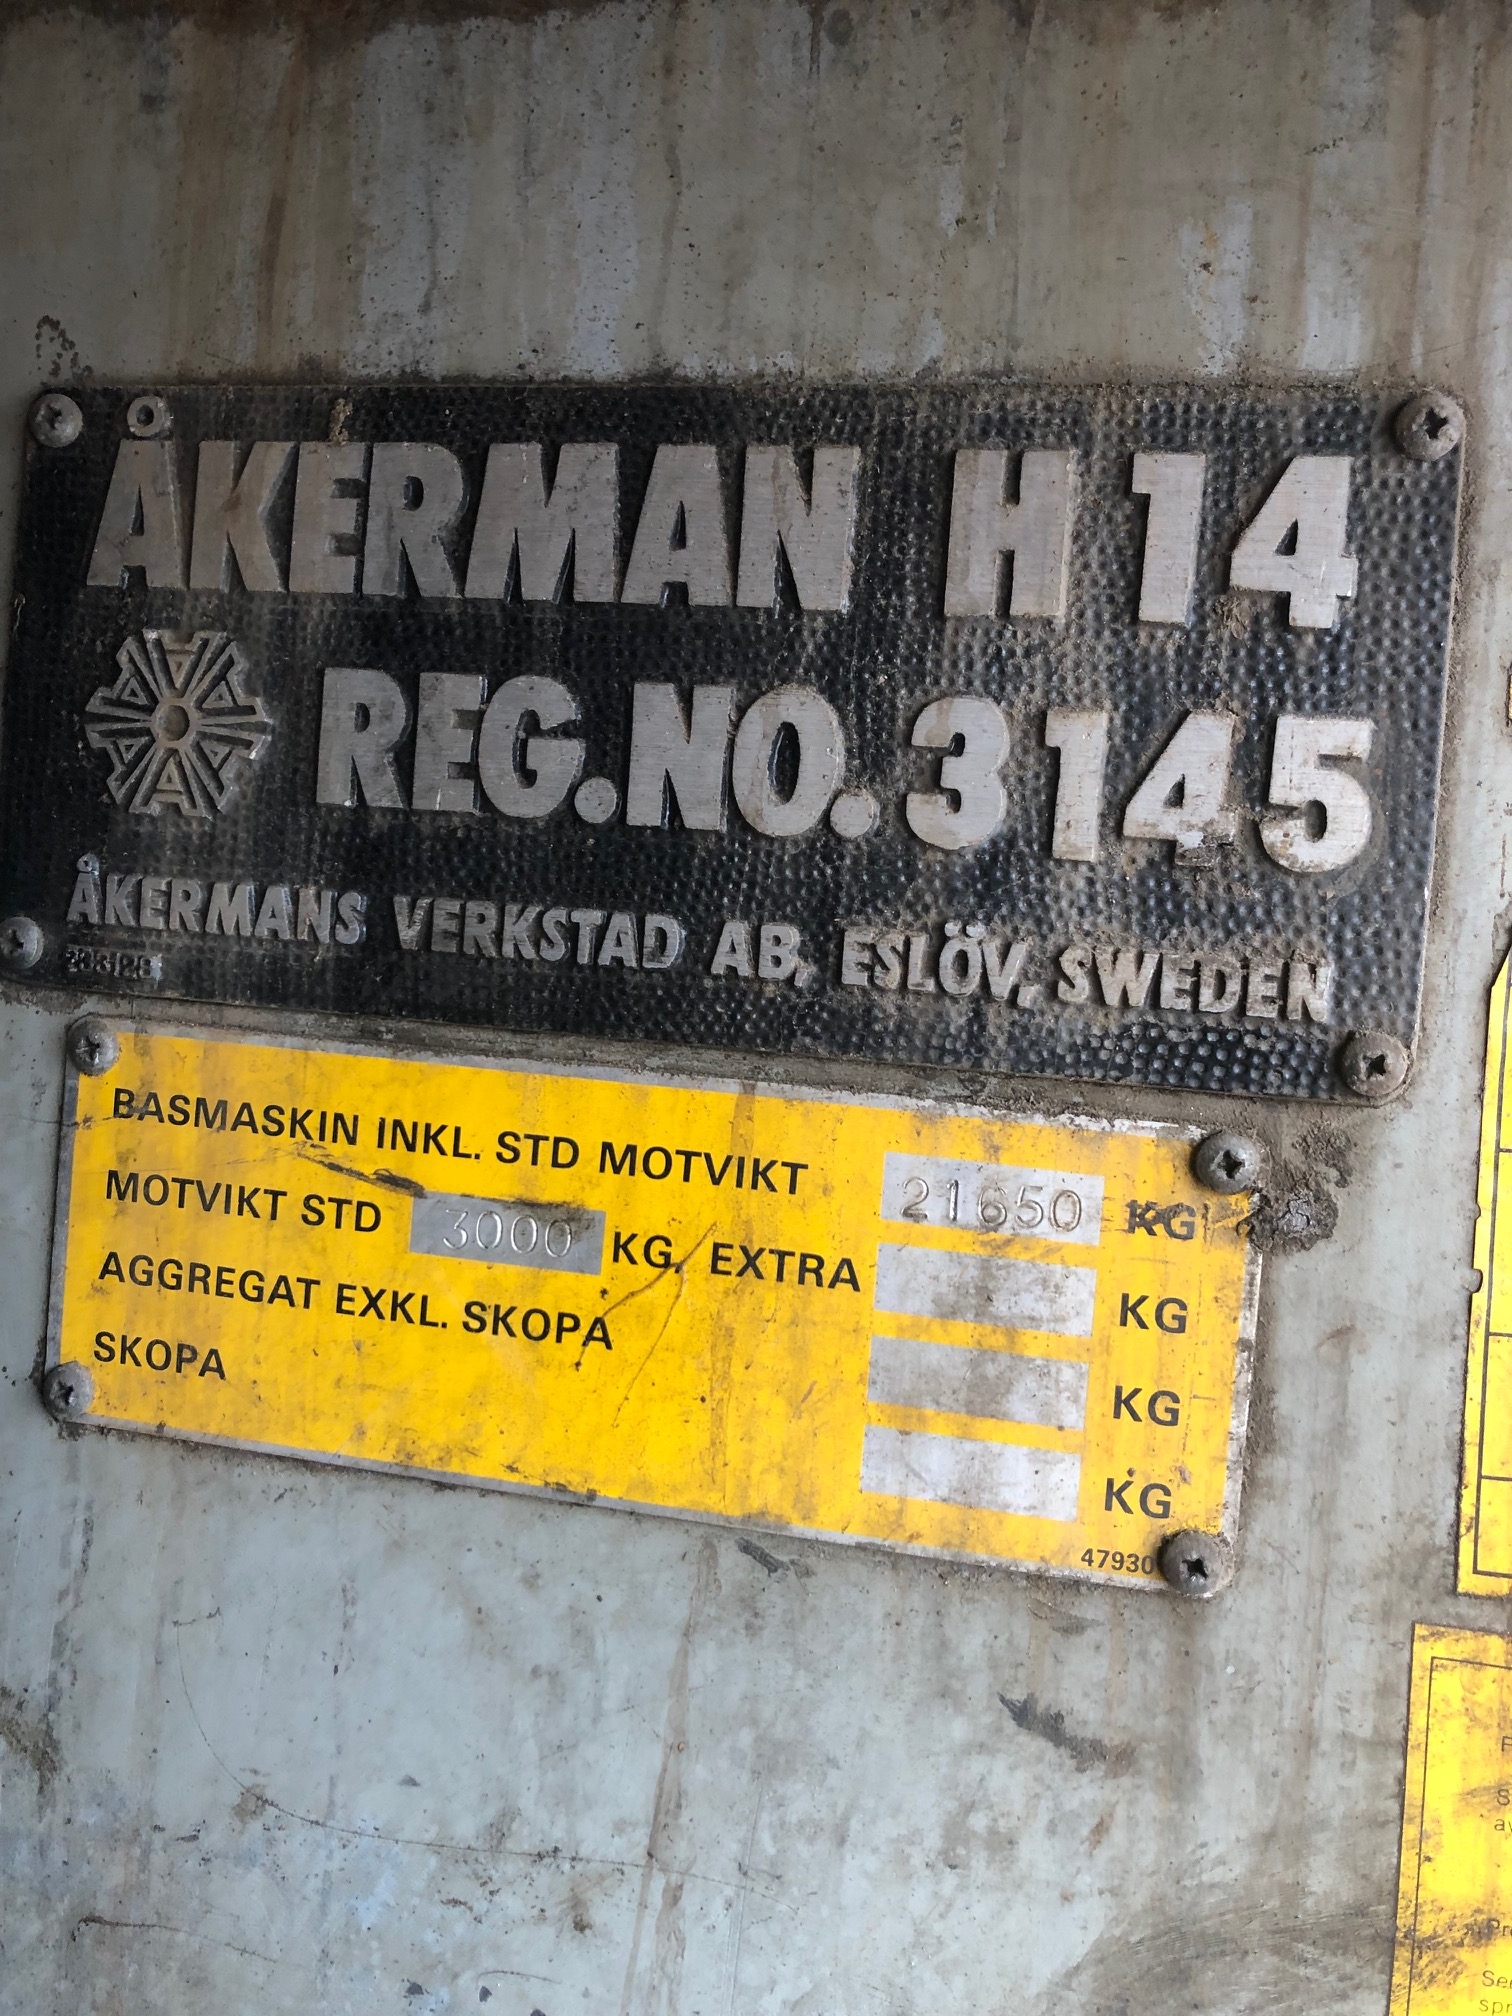 ÅKERMAN H 14
REG.NO. 3145
ÅKERMANS VERKSTAD AB, ESLÖV, SWEDEN
BASMASKIN INKL. STD MOTVIKT 21650 KG
MOTVIKT STD 3000 KG, EXTRA KG
AGGREGAT EXKL. SKOPA KG
SKOPA KG
47930